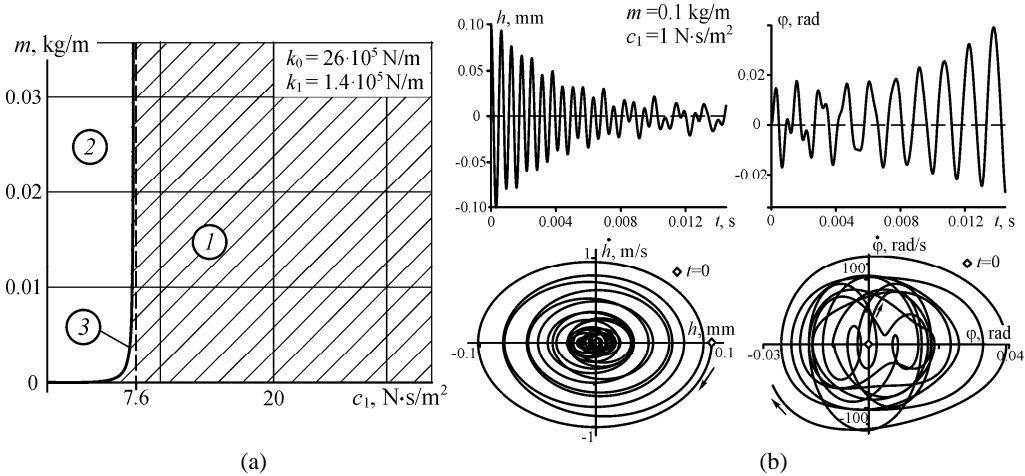 m, kg/m
k₀ = 26·10⁵ N/m
k₁ = 1.4·10⁵ N/m
0.03
2
0.02
1
0.01
3
0
7.6
20
c₁, N·s/m²
(a)
h, mm
m =0.1 kg/m
c₁ =1 N·s/m²
0.10
0.05
0
-0.05
-0.10
0
0.004
0.008
0.012
t, s
φ, rad
0.02
0
-0.02
0
0.004
0.008
0.012
t, s
1
ḣ, m/s
t=0
h, mm
-0.1
0.1
-1
φ̇, rad/s
100
t=0
φ, rad
-0.03
0.04
-100
(b)